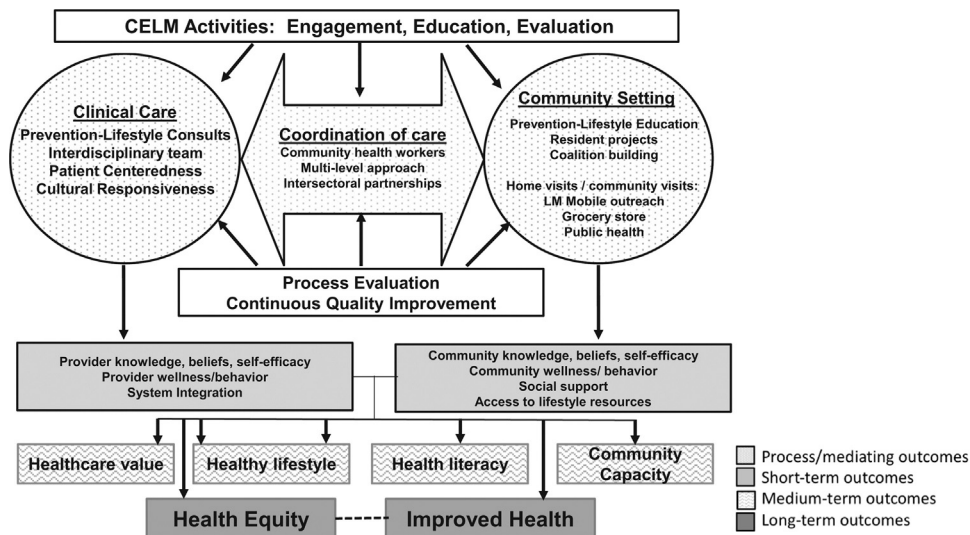 CELM Activities: Engagement, Education, Evaluation
Clinical Care
Prevention-Lifestyle Consults
Interdisciplinary team
Patient Centeredness
Cultural Responsiveness
Coordination of care
Community health workers
Multi-level approach
Intersectoral partnerships
Community Setting
Prevention-Lifestyle Education
Resident projects
Coalition building
Home visits / community visits:
LM Mobile outreach
Grocery store
Public health
Process Evaluation
Continuous Quality Improvement
Provider knowledge, beliefs, self-efficacy
Provider wellness/behavior
System Integration
Community knowledge, beliefs, self-efficacy
Community wellness/ behavior
Social support
Access to lifestyle resources
Healthcare value
Healthy lifestyle
Health literacy
Community
Capacity
Health Equity
Improved Health
Process/mediating outcomes
Short-term outcomes
Medium-term outcomes
Long-term outcomes